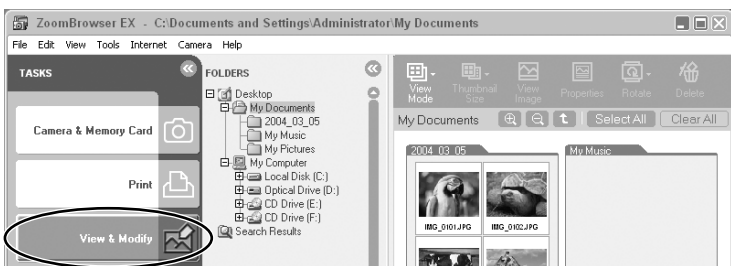 ZoomBrowser EX - C:\Documents and Settings\Administrator\My Documents
File Edit View Tools Internet Camera Help
TASKS
Camera & Memory Card
Print
View & Modify
FOLDERS
Desktop
My Documents
2004_03_05
My Music
My Pictures
My Computer
Local Disk (C:)
Optical Drive (D:)
CD Drive (E:)
CD Drive (F:)
Search Results
View Mode
Thumbnail Size
View Image
Properties
Rotate
Delete
My Documents
Select All
Clear All
2004_03_05
My Music
IMG_0101.JPG
IMG_0102.JPG